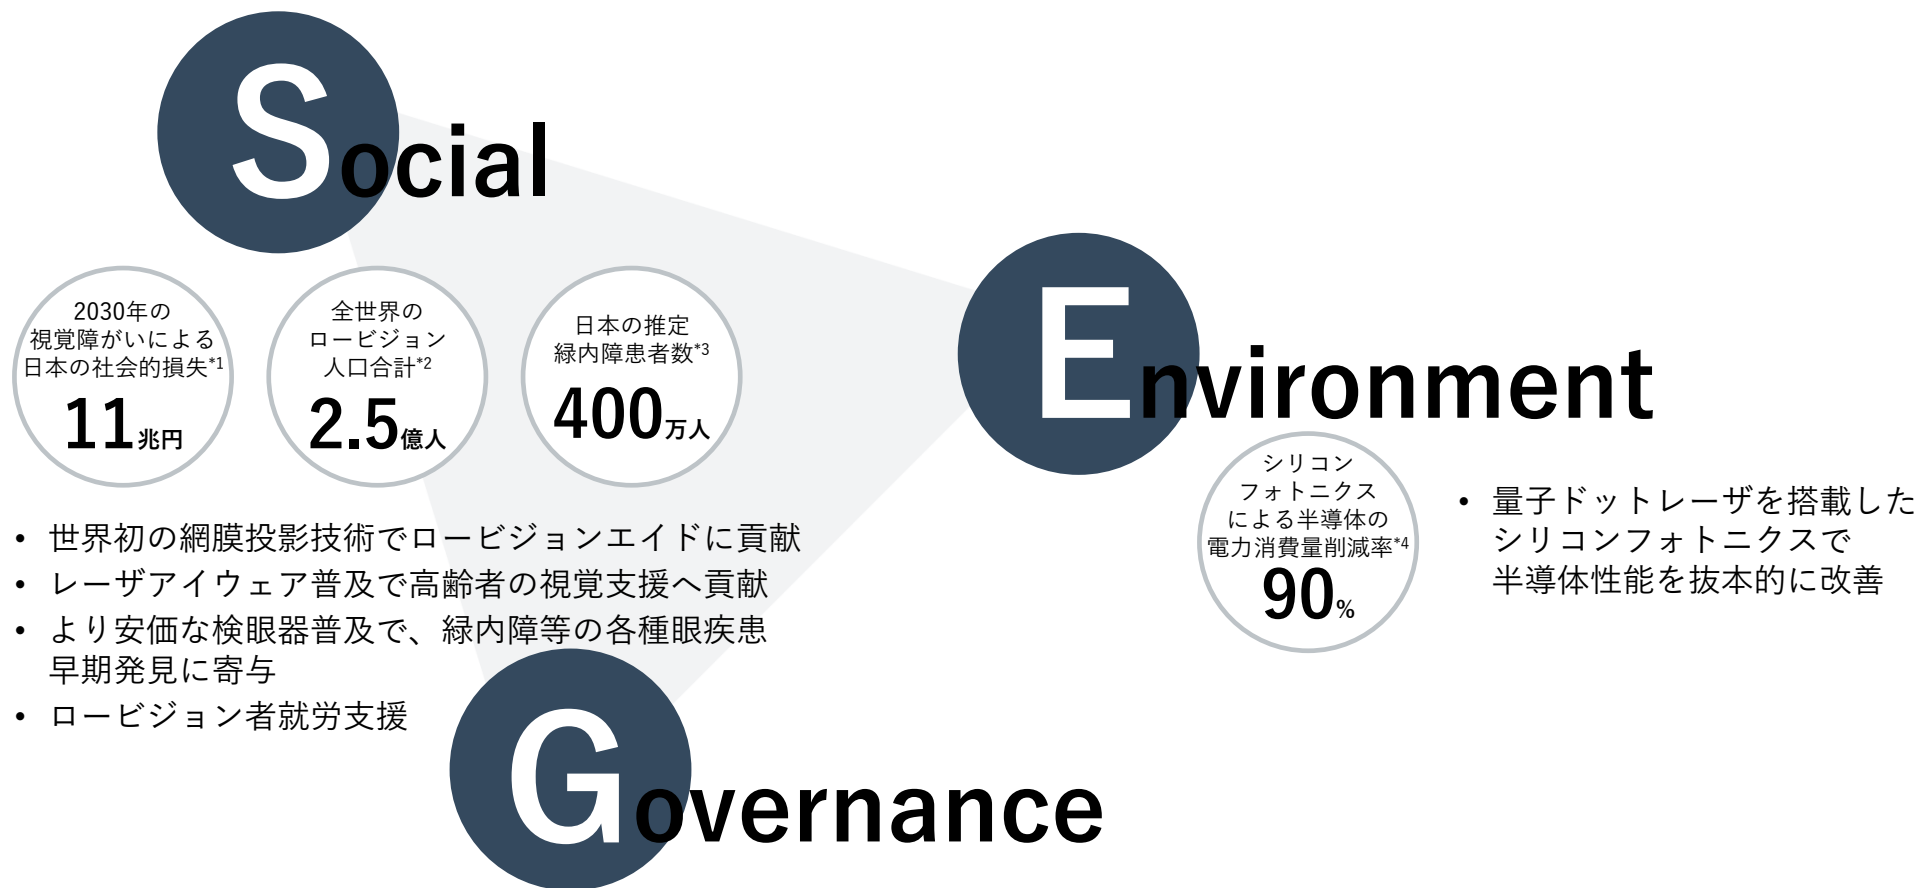 Social
2030年の
視覚障がいによる
日本の社会的損失*1
11兆円
全世界の
ロービジョン
人口合計*2
2.5億人
日本の推定
緑内障患者数*3
400万人
• 世界初の網膜投影技術でロービジョンエイドに貢献
• レーザアイウェア普及で高齢者の視覚支援へ貢献
• より安価な検眼器普及で、緑内障等の各種眼疾患
早期発見に寄与
• ロービジョン者就労支援
Environment
シリコン
フォトニクス
による半導体の
電力消費量削減率*4
90%
• 量子ドットレーザを搭載した
シリコンフォトニクスで
半導体性能を抜本的に改善
Governance